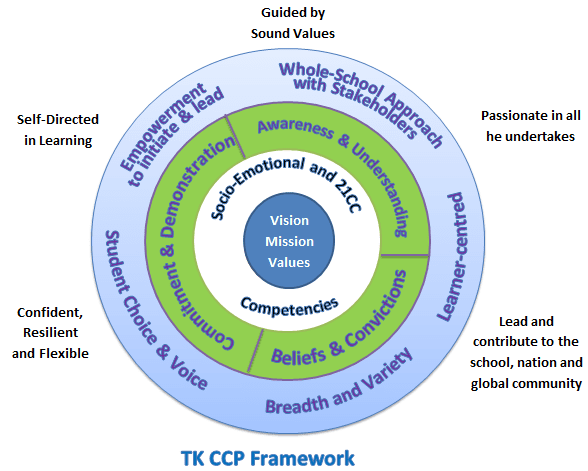 Guided by
Sound Values
Self-Directed
in Learning
Passionate in all
he undertakes
Empowerment
to initiate & lead
Whole-School Approach
with Stakeholders
Learner-centred
Breadth and Variety
Student Choice & Voice
Awareness & Understanding
Beliefs & Convictions
Commitment & Demonstration
Socio-Emotional and 21CC
Competencies
Vision
Mission
Values
Confident,
Resilient
and Flexible
Lead and
contribute to the
school, nation and
global community
TK CCP Framework